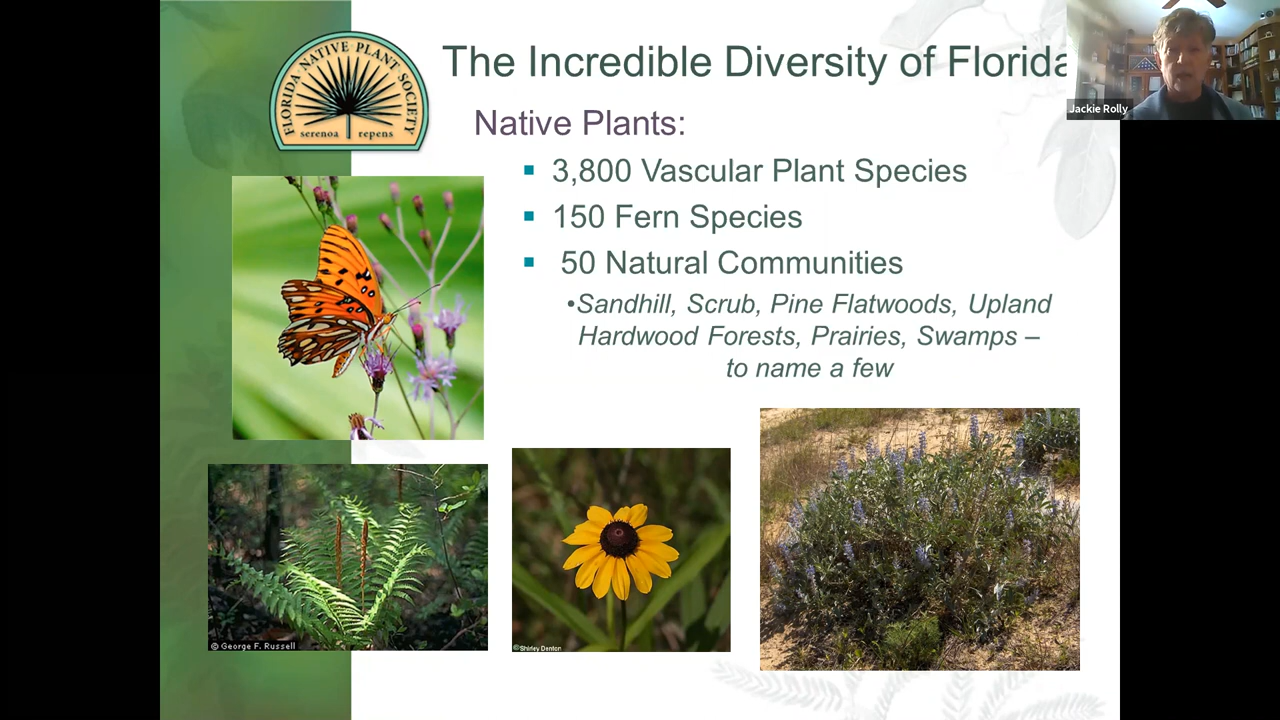 FLORIDA NATIVE PLANT SOCIETY
serenoa repens
The Incredible Diversity of Florida
Jackie Rolly
Native Plants:
3,800 Vascular Plant Species
150 Fern Species
50 Natural Communities
•Sandhill, Scrub, Pine Flatwoods, Upland
Hardwood Forests, Prairies, Swamps –
to name a few
© George F. Russell
© Shirley Denton